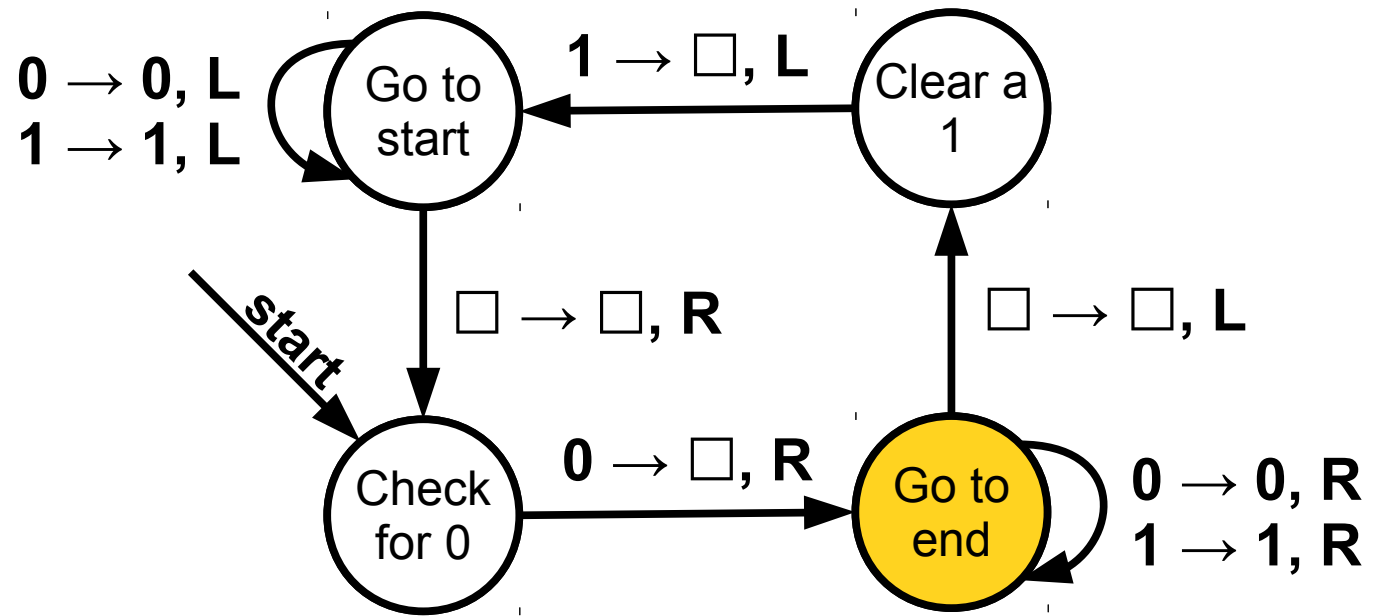 1 → □, L
0 → 0, L
1 → 1, L
Go to
start
Clear a
1
□ → □, R
□ → □, L
start
0 → □, R
Check
for 0
Go to
end
0 → 0, R
1 → 1, R